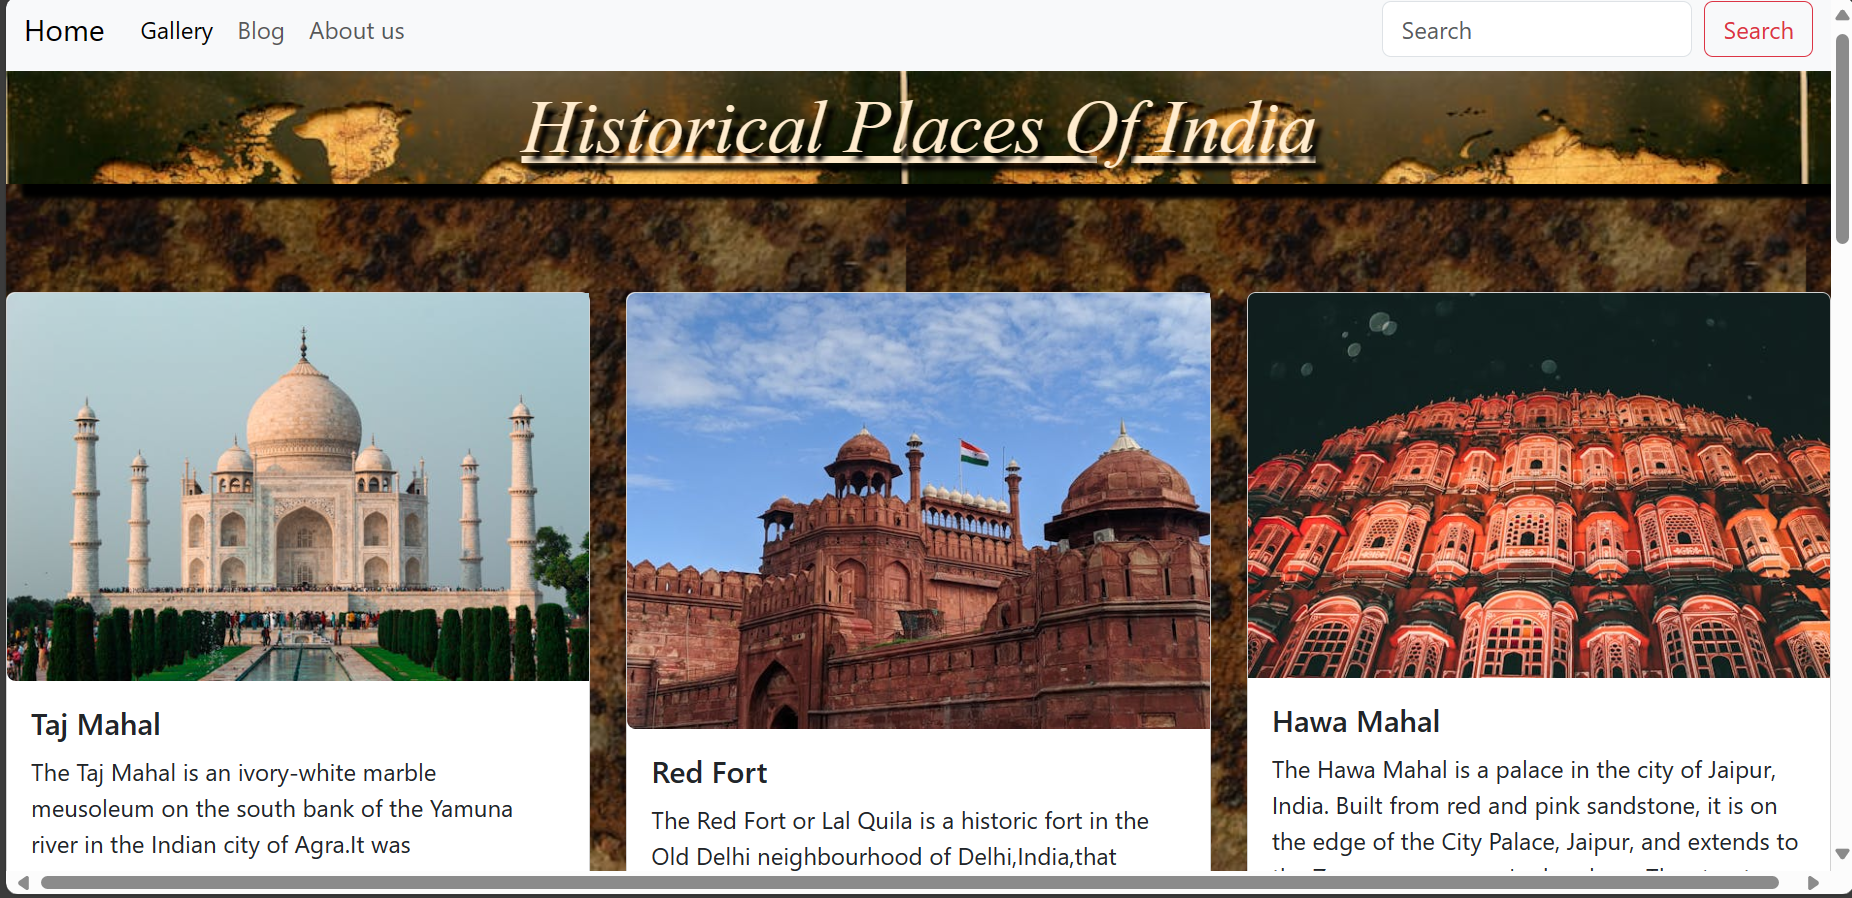 Home Gallery Blog About us Search Search
Historical Places Of India
Taj Mahal
The Taj Mahal is an ivory-white marble
meusoleum on the south bank of the Yamuna
river in the Indian city of Agra.It was
Red Fort
The Red Fort or Lal Quila is a historic fort in the
Old Delhi neighbourhood of Delhi,India,that
Hawa Mahal
The Hawa Mahal is a palace in the city of Jaipur,
India. Built from red and pink sandstone, it is on
the edge of the City Palace, Jaipur, and extends to